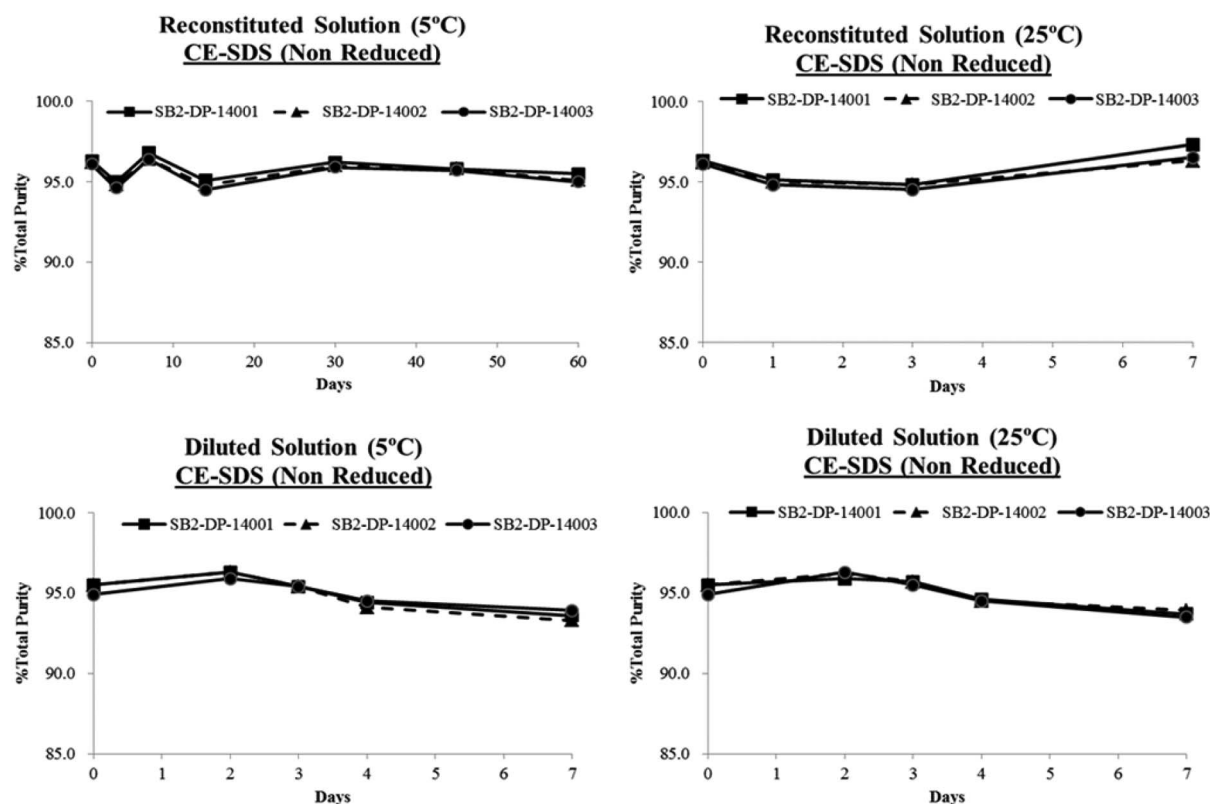 Reconstituted Solution (5°C)
CE-SDS (Non Reduced)
100.0
95.0
90.0
85.0
%Total Purity
SB2-DP-14001 SB2-DP-14002 SB2-DP-14003
0 10 20 30 40 50 60
Days
Reconstituted Solution (25°C)
CE-SDS (Non Reduced)
100.0
95.0
90.0
85.0
%Total Purity
SB2-DP-14001 SB2-DP-14002 SB2-DP-14003
0 1 2 3 4 5 6 7
Days
Diluted Solution (5°C)
CE-SDS (Non Reduced)
100.0
95.0
90.0
85.0
%Total Purity
SB2-DP-14001 SB2-DP-14002 SB2-DP-14003
0 1 2 3 4 5 6 7
Days
Diluted Solution (25°C)
CE-SDS (Non Reduced)
100.0
95.0
90.0
85.0
%Total Purity
SB2-DP-14001 SB2-DP-14002 SB2-DP-14003
0 1 2 3 4 5 6 7
Days